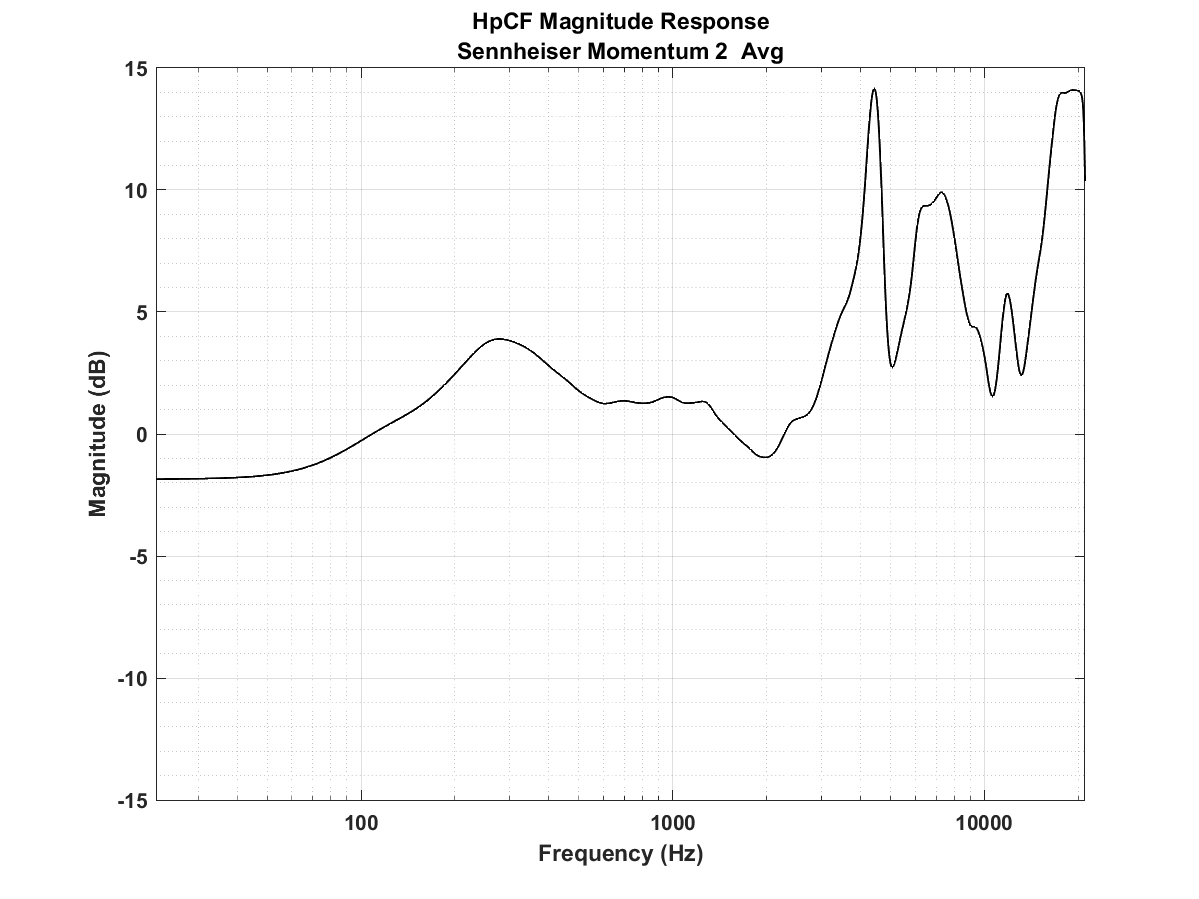 HpCF Magnitude Response
Sennheiser Momentum 2  Avg
15
10
5
0
-5
-10
-15
Magnitude (dB)
100
1000
10000
Frequency (Hz)